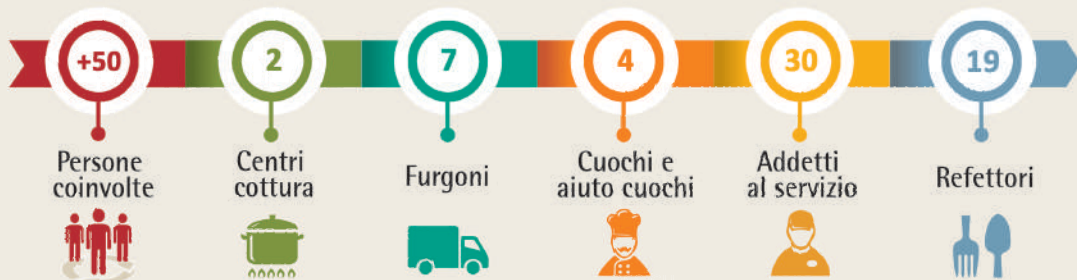 +50
2
7
4
30
19
Persone
coinvolte
Centri
cottura
Furgoni
Cuochi e
aiuto cuochi
Addetti
al servizio
Refettori